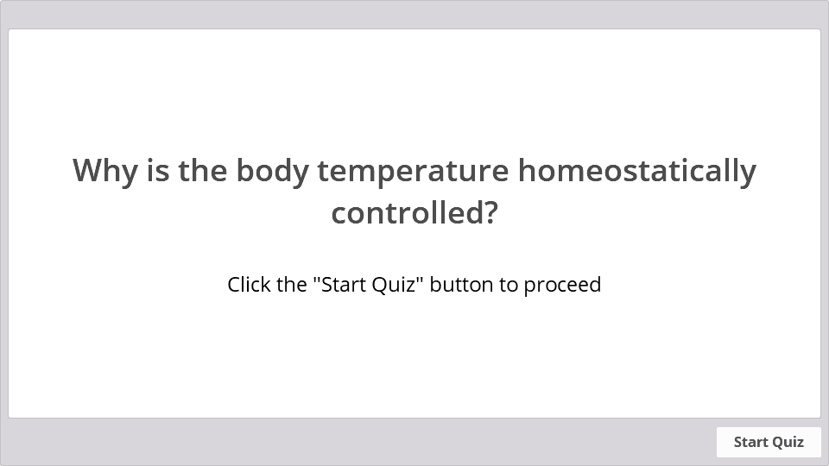 Why is the body temperature homeostatically
controlled?
Click the "Start Quiz" button to proceed
Start Quiz